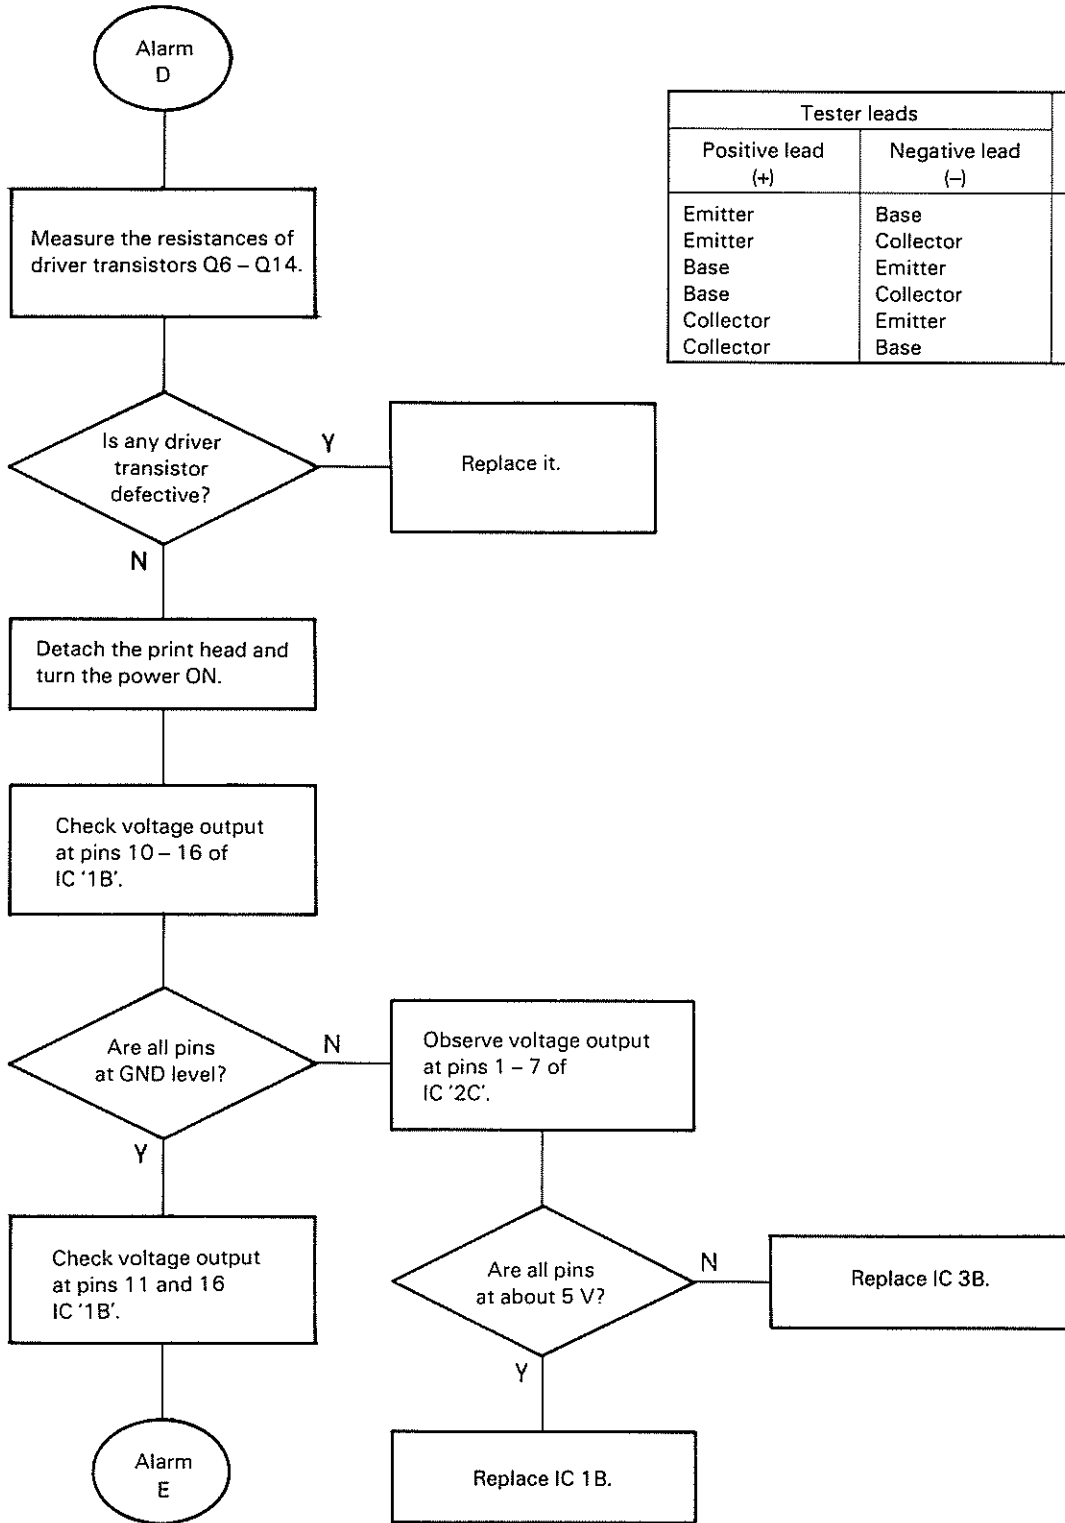 Alarm
D
Measure the resistances of
driver transistors Q6 – Q14.
Tester leads
Positive lead
(+)
Negative lead
(–)
Emitter Base
Emitter Collector
Base Emitter
Base Collector
Collector Emitter
Collector Base
Is any driver
transistor
defective?
Y
Replace it.
N
Detach the print head and
turn the power ON.
Check voltage output
at pins 10 – 16 of
IC '1B'.
Are all pins
at GND level?
N
Observe voltage output
at pins 1 – 7 of
IC '2C'.
Y
Check voltage output
at pins 11 and 16
IC '1B'.
Are all pins
at about 5 V?
N
Replace IC 3B.
Y
Replace IC 1B.
Alarm
E